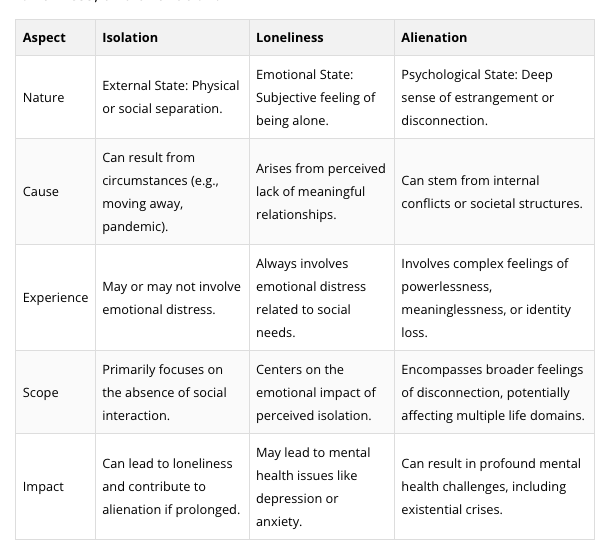 Aspect Isolation Loneliness Alienation
Nature
External State: Physical
or social separation.
Emotional State:
Subjective feeling of
being alone.
Psychological State: Deep
sense of estrangement or
disconnection.
Cause
Can result from
circumstances (e.g.,
moving away,
pandemic).
Arises from perceived
lack of meaningful
relationships.
Can stem from internal
conflicts or societal structures.
Experience
May or may not involve
emotional distress.
Always involves
emotional distress
related to social
needs.
Involves complex feelings of
powerlessness,
meaninglessness, or identity
loss.
Scope
Primarily focuses on
the absence of social
interaction.
Centers on the
emotional impact of
perceived isolation.
Encompasses broader feelings
of disconnection, potentially
affecting multiple life domains.
Impact
Can lead to loneliness
and contribute to
alienation if prolonged.
May lead to mental
health issues like
depression or
anxiety.
Can result in profound mental
health challenges, including
existential crises.